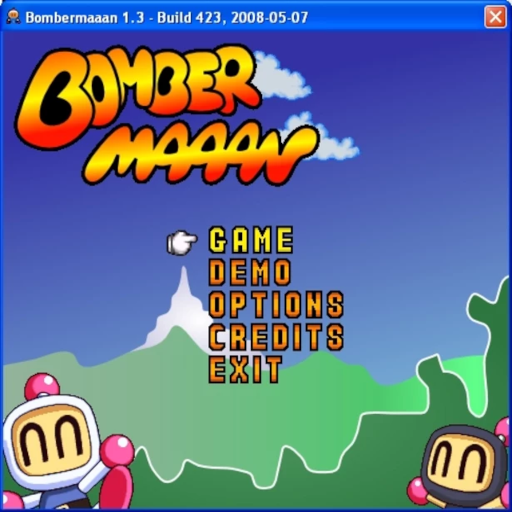 Bombermaaan 1.3 - Build 423, 2008-05-07
BOMBER
MAAAN
GAME
DEMO
OPTIONS
CREDITS
EXIT